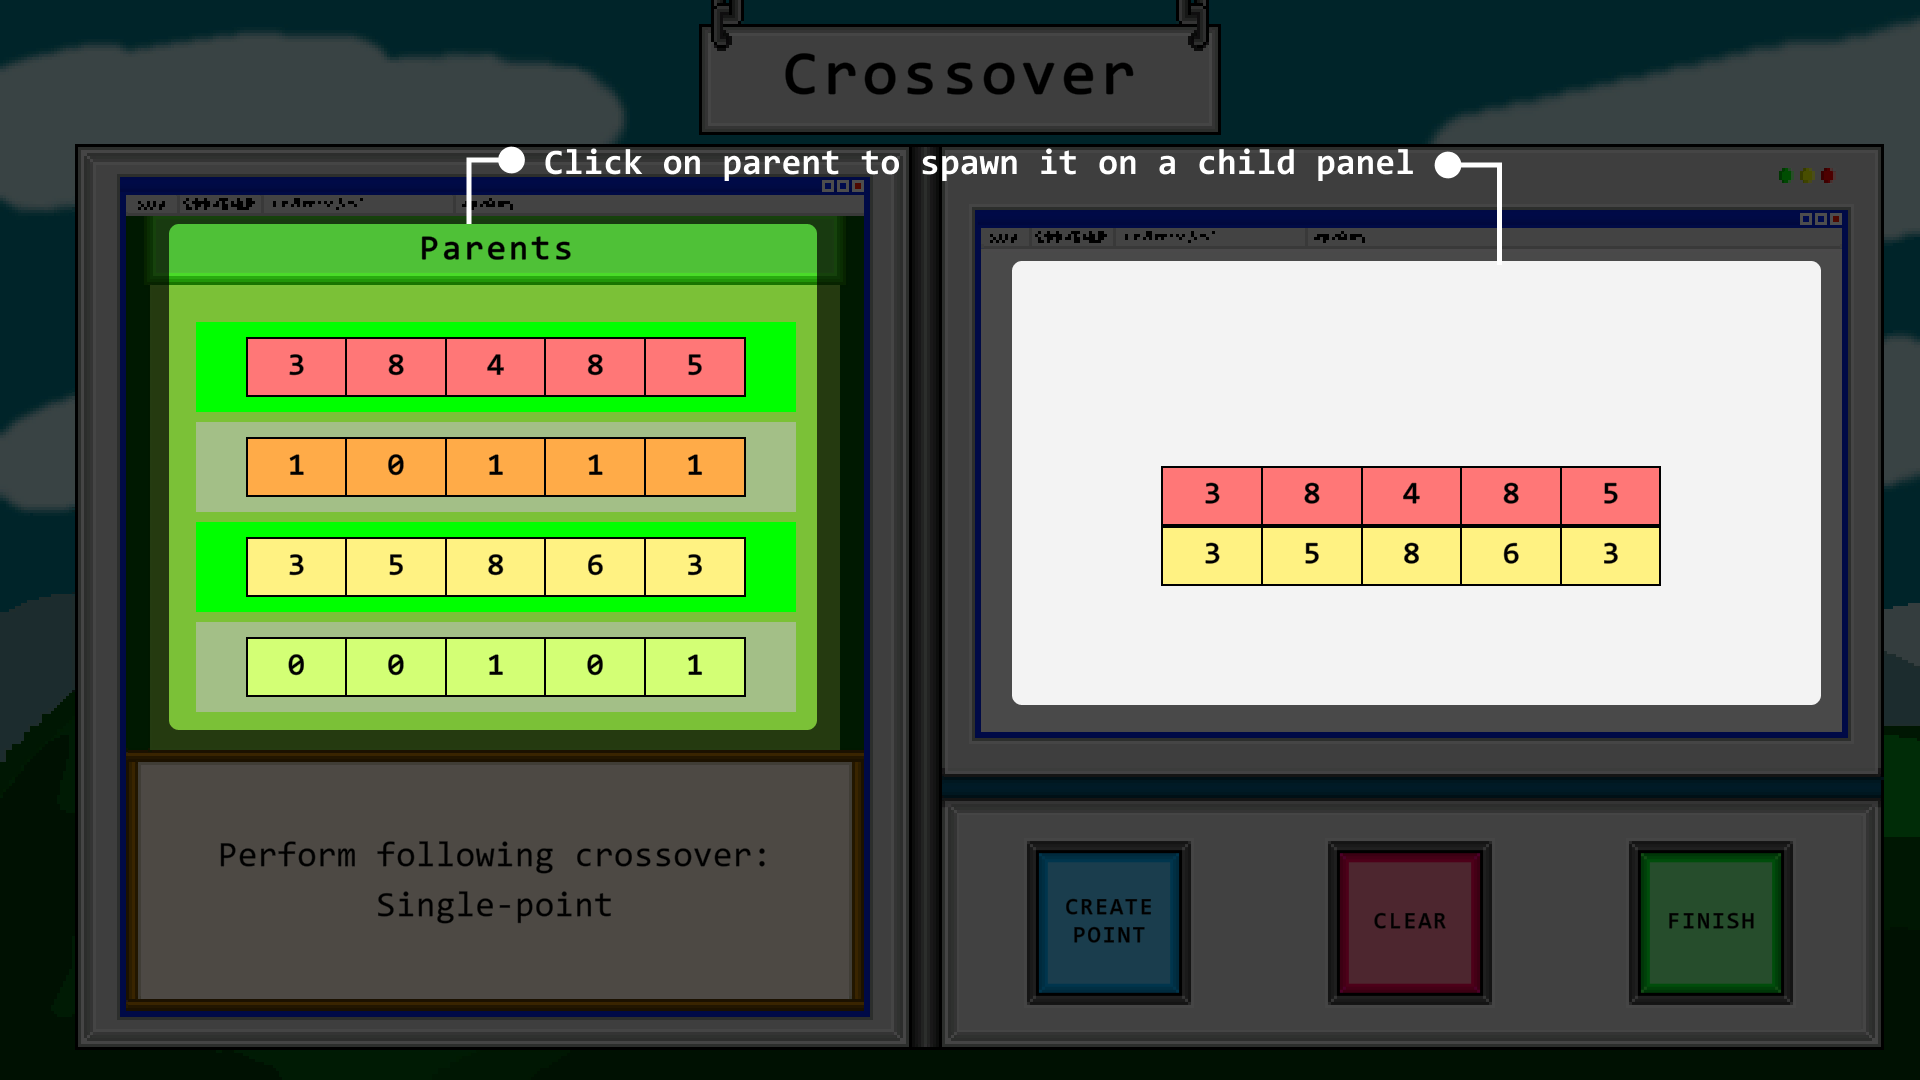 Crossover
Click on parent to spawn it on a child panel
Parents
3 8 4 8 5
1 0 1 1 1
3 5 8 6 3
0 0 1 0 1
3 8 4 8 5
3 5 8 6 3
Perform following crossover:
Single-point
CREATE
POINT
CLEAR
FINISH